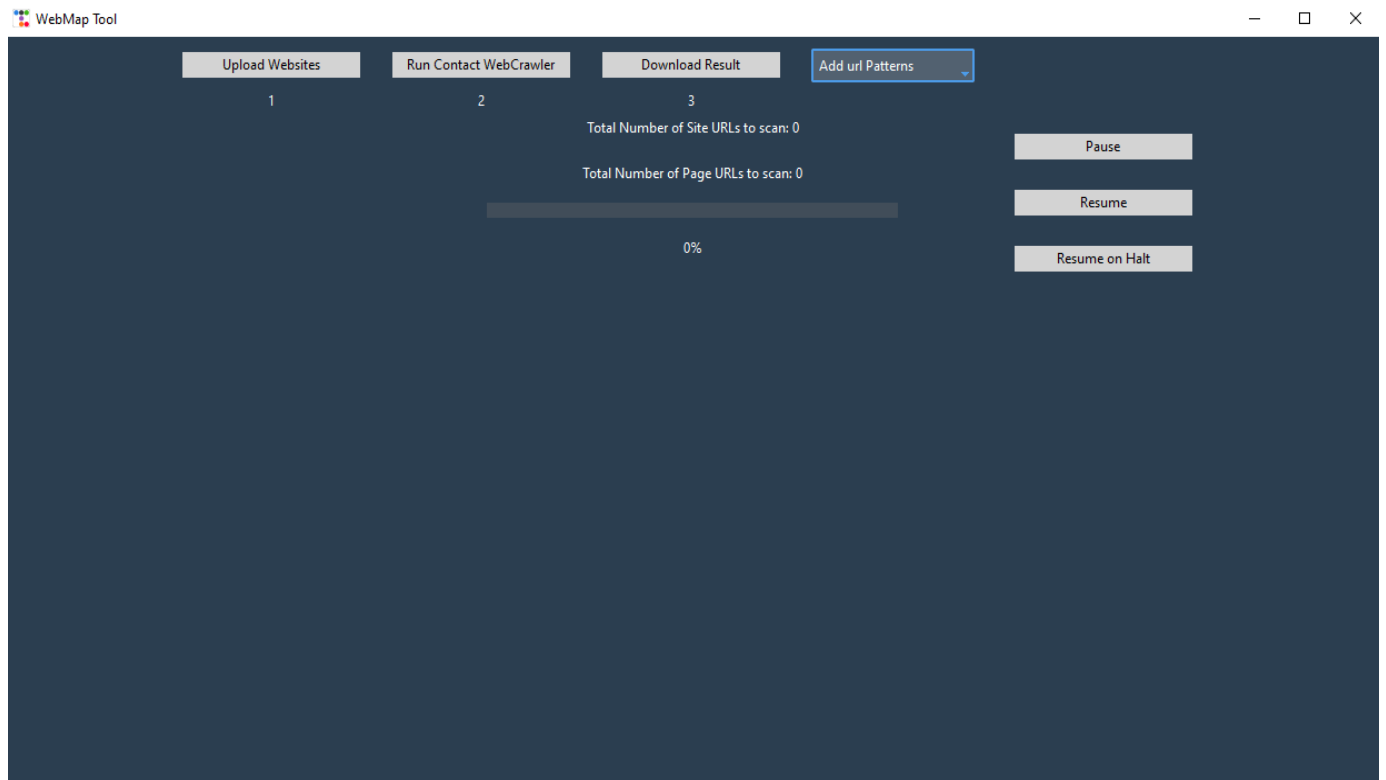 WebMap Tool
Upload Websites
Run Contact WebCrawler
Download Result
Add url Patterns
1
2
3
Total Number of Site URLs to scan: 0
Pause
Total Number of Page URLs to scan: 0
Resume
0%
Resume on Halt